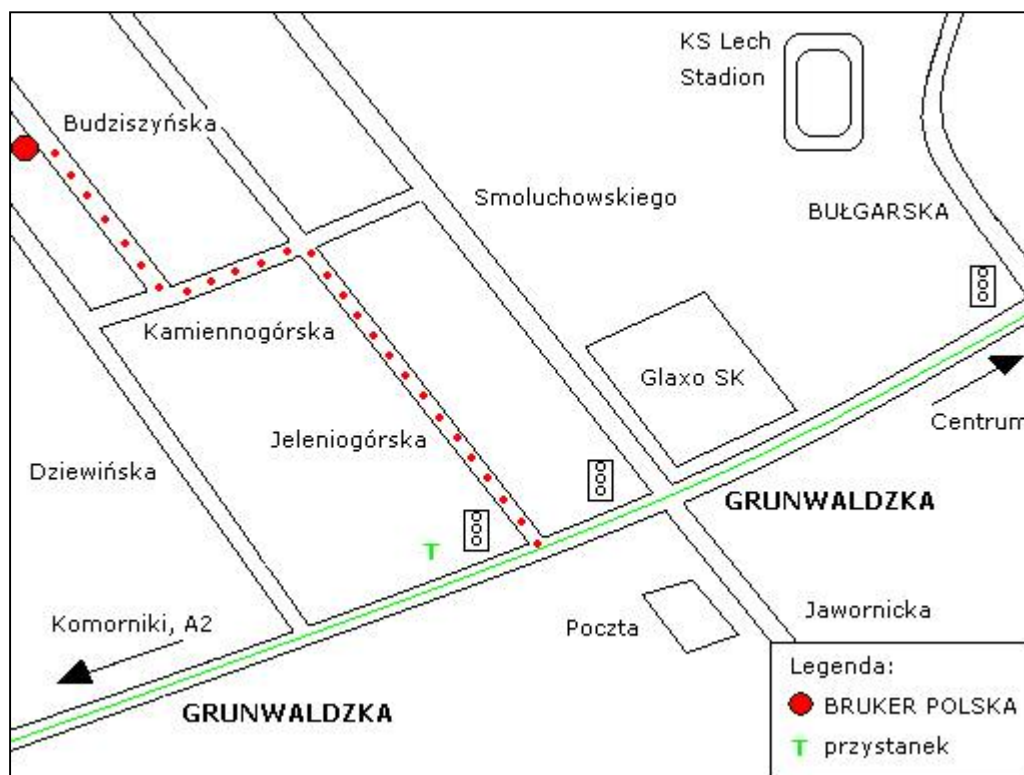 KS Lech
Stadion
Budziszyńska
Smoluchowskiego
BUŁGARSKA
Kamiennogórska
Glaxo SK
Centrum
Jeleniogórska
Dziewińska
GRUNWALDZKA
T
Komorniki, A2
Poczta
Jawornicka
GRUNWALDZKA
Legenda:
BRUKER POLSKA
T przystanek